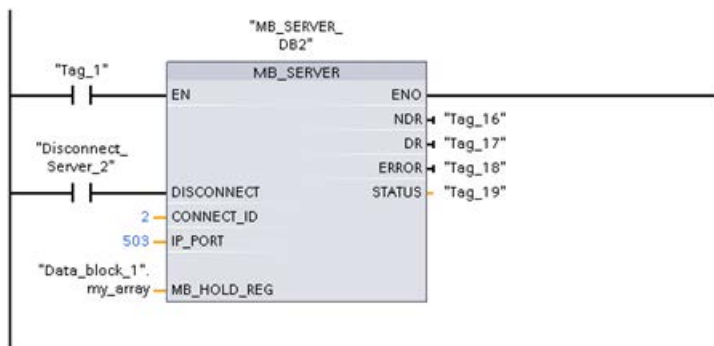 "MB_SERVER_
DB2"
"Tag_1"
MB_SERVER
EN ENO
NDR "Tag_16"
DR "Tag_17"
"Disconnect_
Server_2"
ERROR "Tag_18"
DISCONNECT STATUS "Tag_19"
2 CONNECT_ID
503 IP_PORT
"Data_block_1".
my_array MB_HOLD_REG